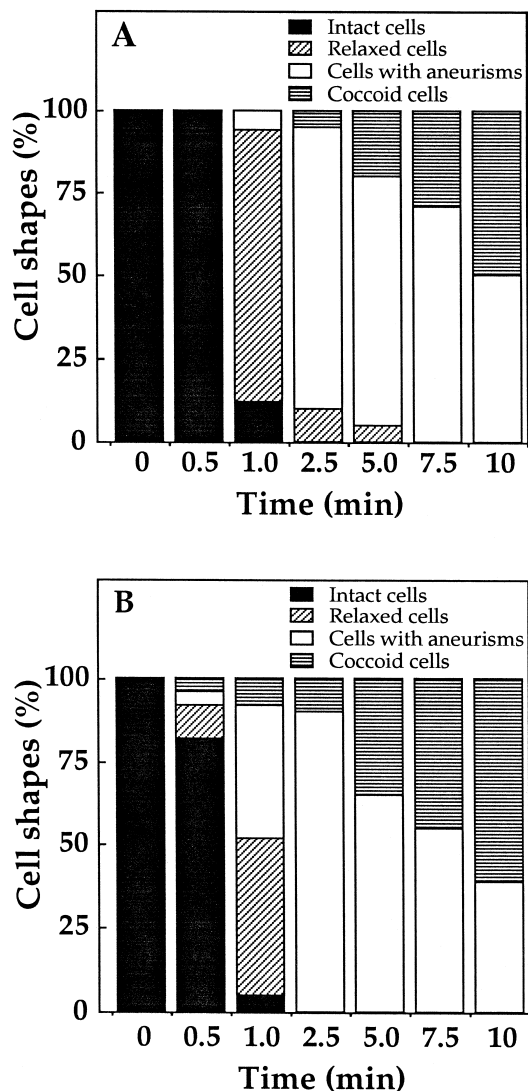 A
Intact cells
Relaxed cells
Cells with aneurisms
Coccoid cells
100
75
50
25
0
Cell shapes (%)
0 0.5 1.0 2.5 5.0 7.5 10
Time (min)
B
Intact cells
Relaxed cells
Cells with aneurisms
Coccoid cells
100
75
50
25
0
Cell shapes (%)
0 0.5 1.0 2.5 5.0 7.5 10
Time (min)